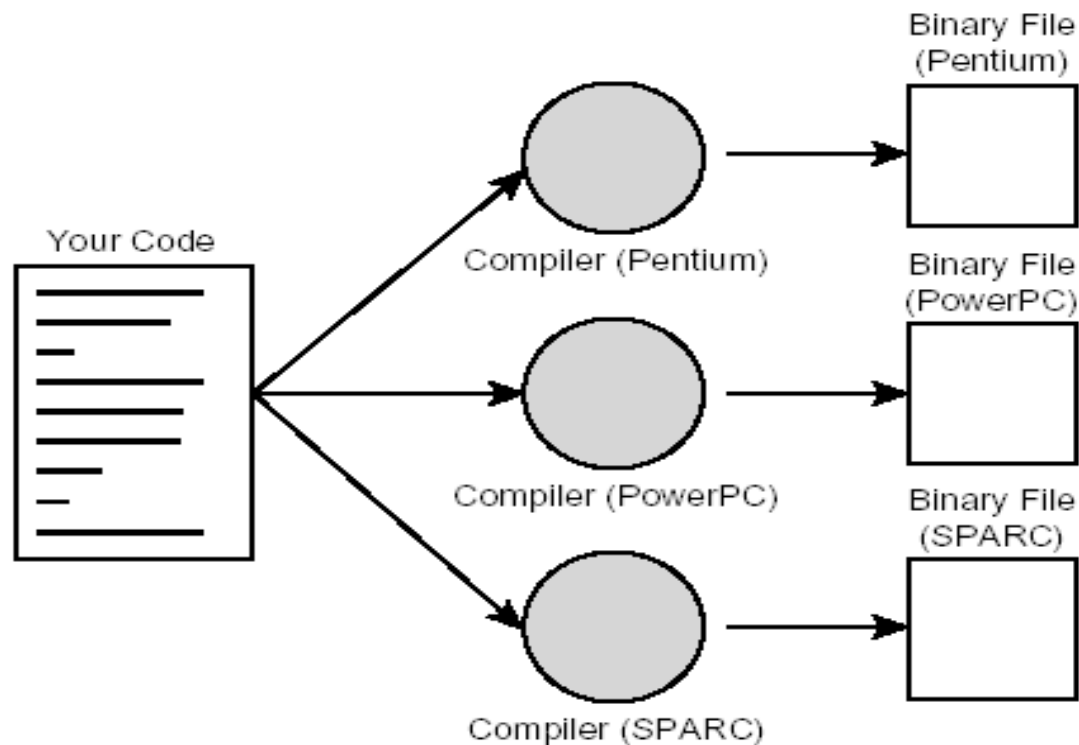 Your Code
Compiler (Pentium)
Binary File
(Pentium)
Compiler (PowerPC)
Binary File
(PowerPC)
Compiler (SPARC)
Binary File
(SPARC)